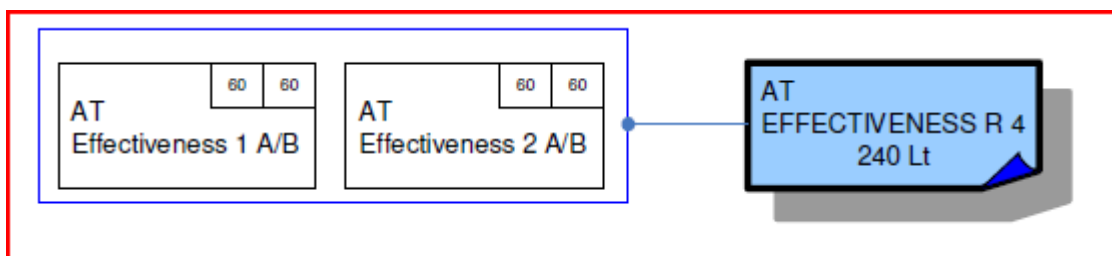 60 60
AT
Effectiveness 1 A/B
60 60
AT
Effectiveness 2 A/B
AT
EFFECTIVENESS R 4
240 Lt